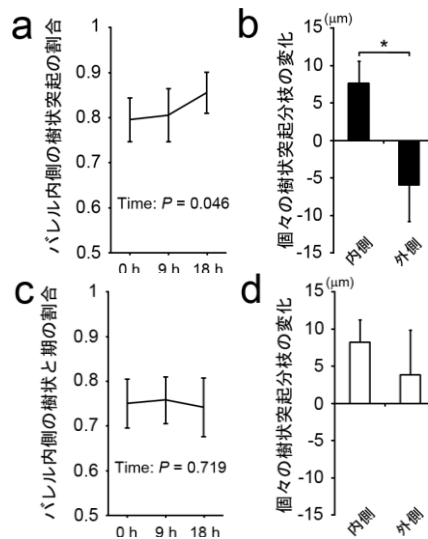 a
バレル内側の樹状突起の割合
1
0.9
0.8
0.7
0.6
0.5
Time: P = 0.046
0 h 9 h 18 h
b
個々の樹状突起分枝の変化
(μm)
15
10
5
0
-5
-10
-15
*
内側 外側
c
バレル内側の樹状と期の割合
1
0.9
0.8
0.7
0.6
0.5
Time: P = 0.719
0 h 9 h 18 h
d
個々の樹状突起分枝の変化
(μm)
15
10
5
0
-5
-10
-15
内側 外側